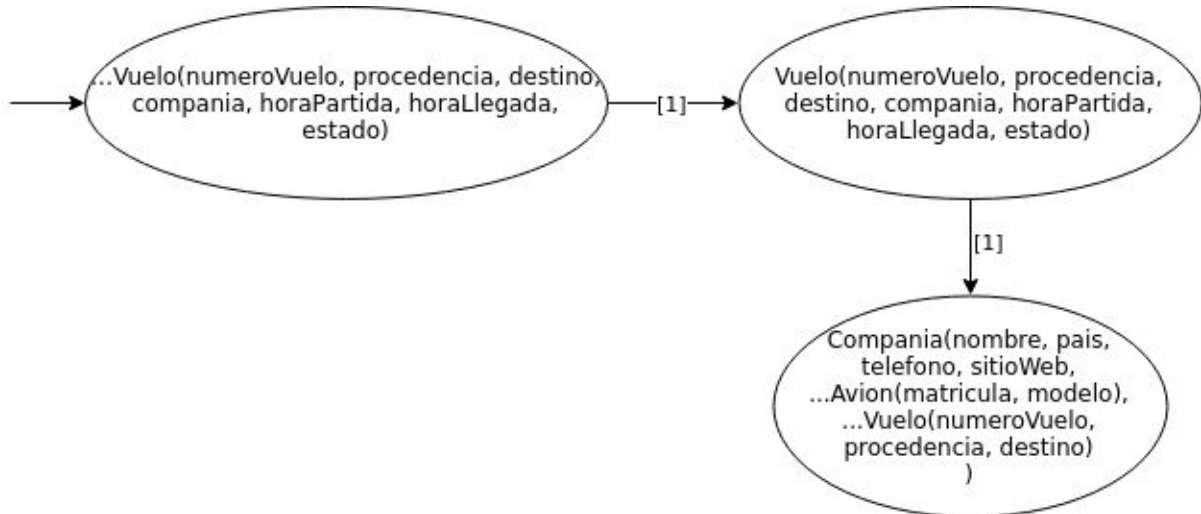 ...Vuelo(numeroVuelo, procedencia, destino,
compania, horaPartida, horaLlegada,
estado)
[1]
Vuelo(numeroVuelo, procedencia,
destino, compania, horaPartida,
horaLlegada, estado)
[1]
Compania(nombre, pais,
telefono, sitioWeb,
...Avion(matricula, modelo),
...Vuelo(numeroVuelo,
procedencia, destino)
)